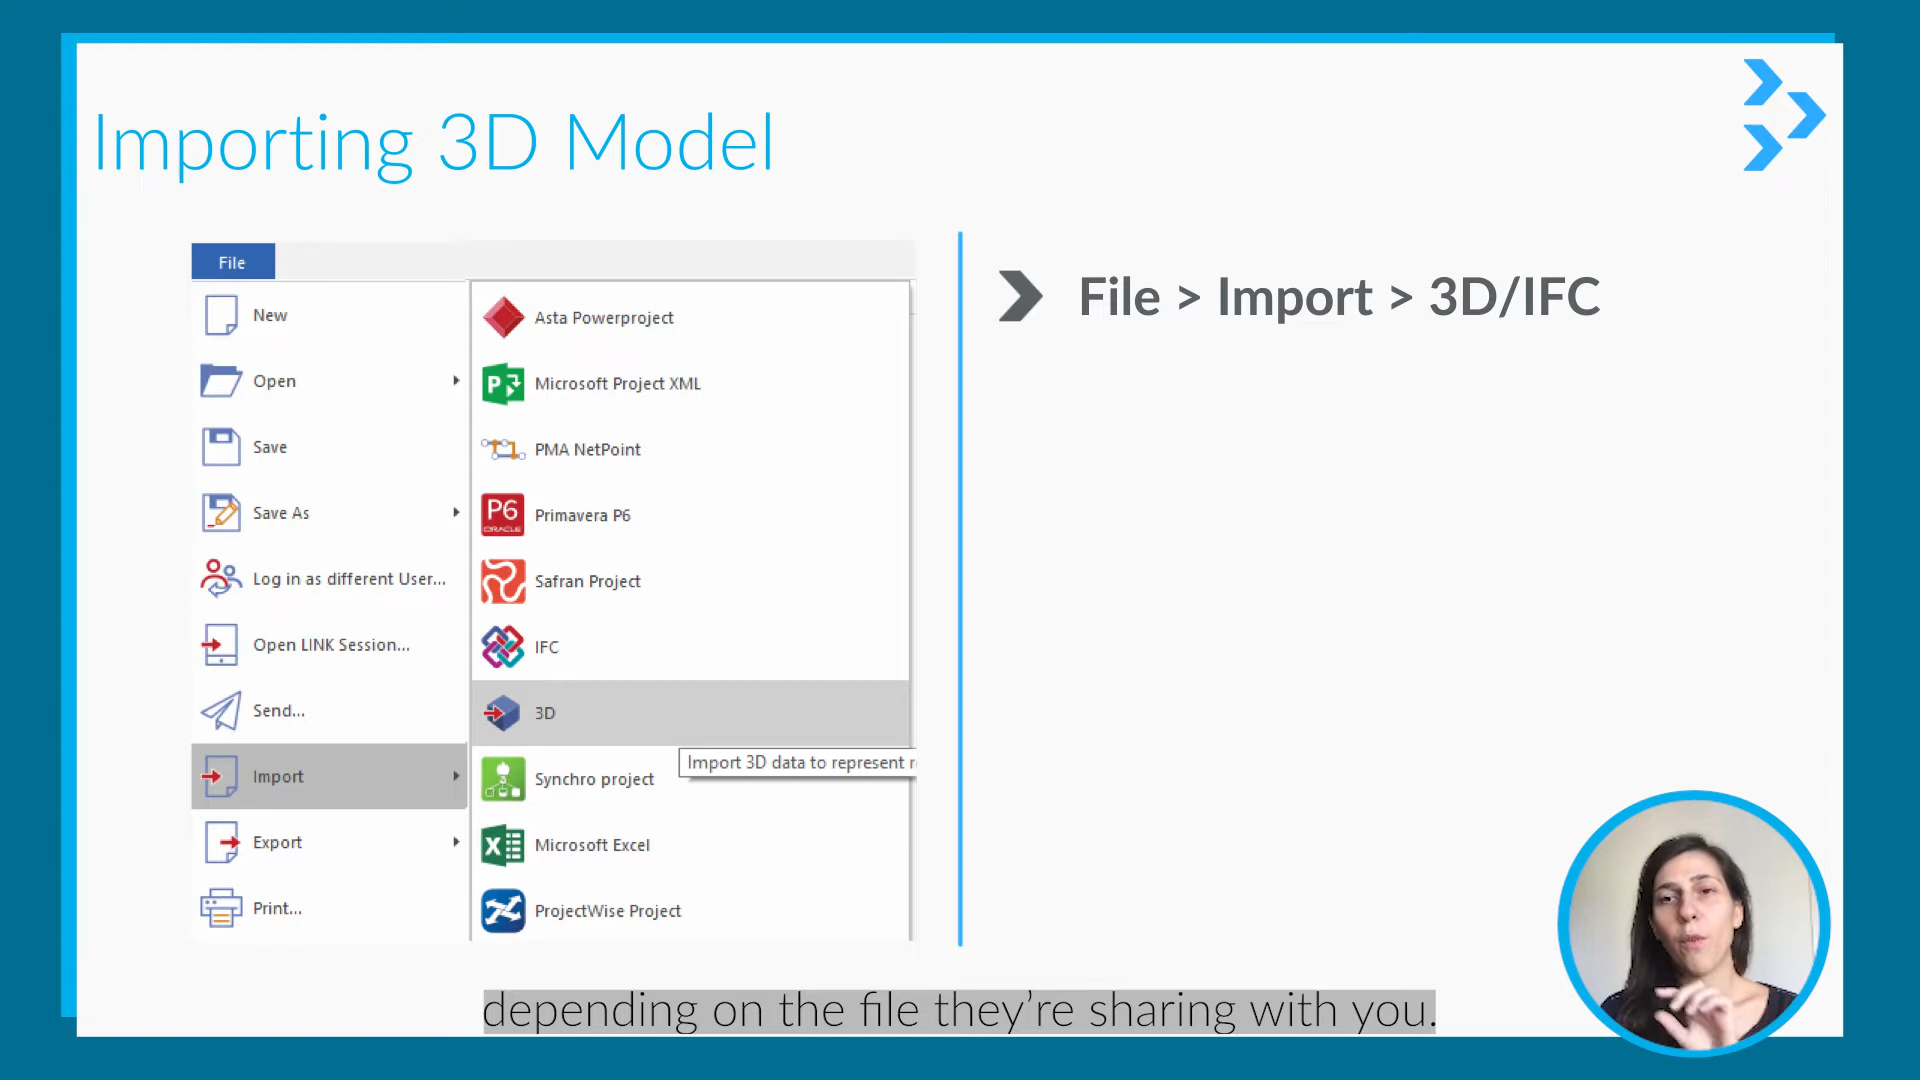 Importing 3D Model
File
New
Open
Save
Save As
Log in as different User...
Open LINK Session...
Send...
Import
Export
Print...
Asta Powerproject
Microsoft Project XML
PMA NetPoint
P6
ORACLE
Primavera P6
Safran Project
IFC
3D
Import 3D data to represent r
Synchro project
Microsoft Excel
ProjectWise Project
File > Import > 3D/IFC
depending on the file they're sharing with you.